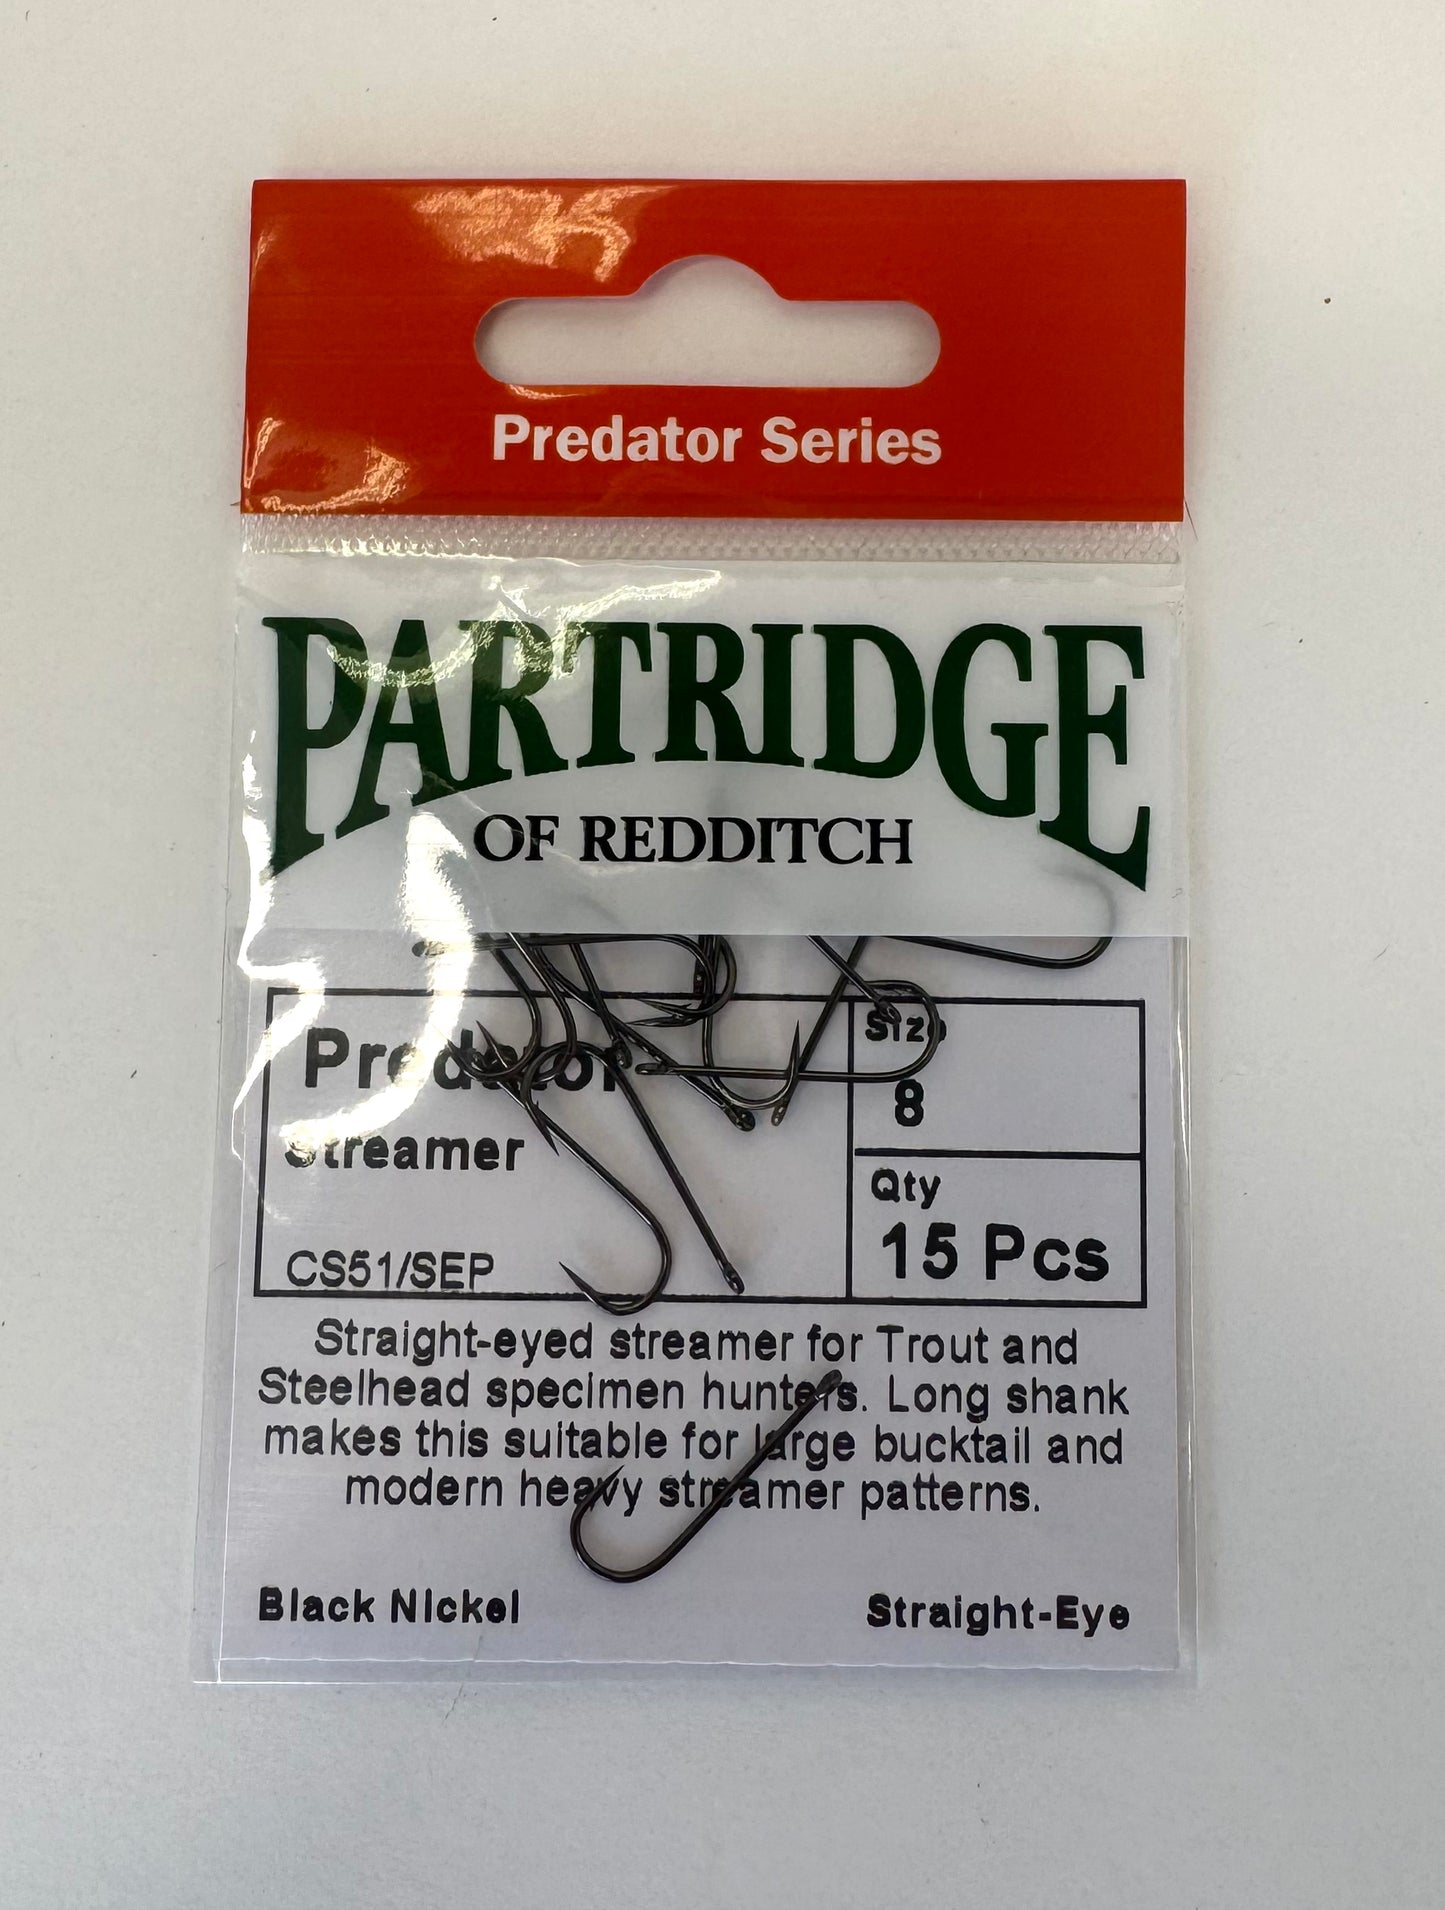 Predator Series
PARTRIDGE
OF REDDITCH
Predator
Size
8
Streamer
Qty
15 Pcs
CS51/SEP
Straight-eyed streamer for Trout and
Steelhead specimen hunters. Long shank
makes this suitable for large bucktail and
modern heavy streamer patterns.
Black Nickel
Straight-Eye